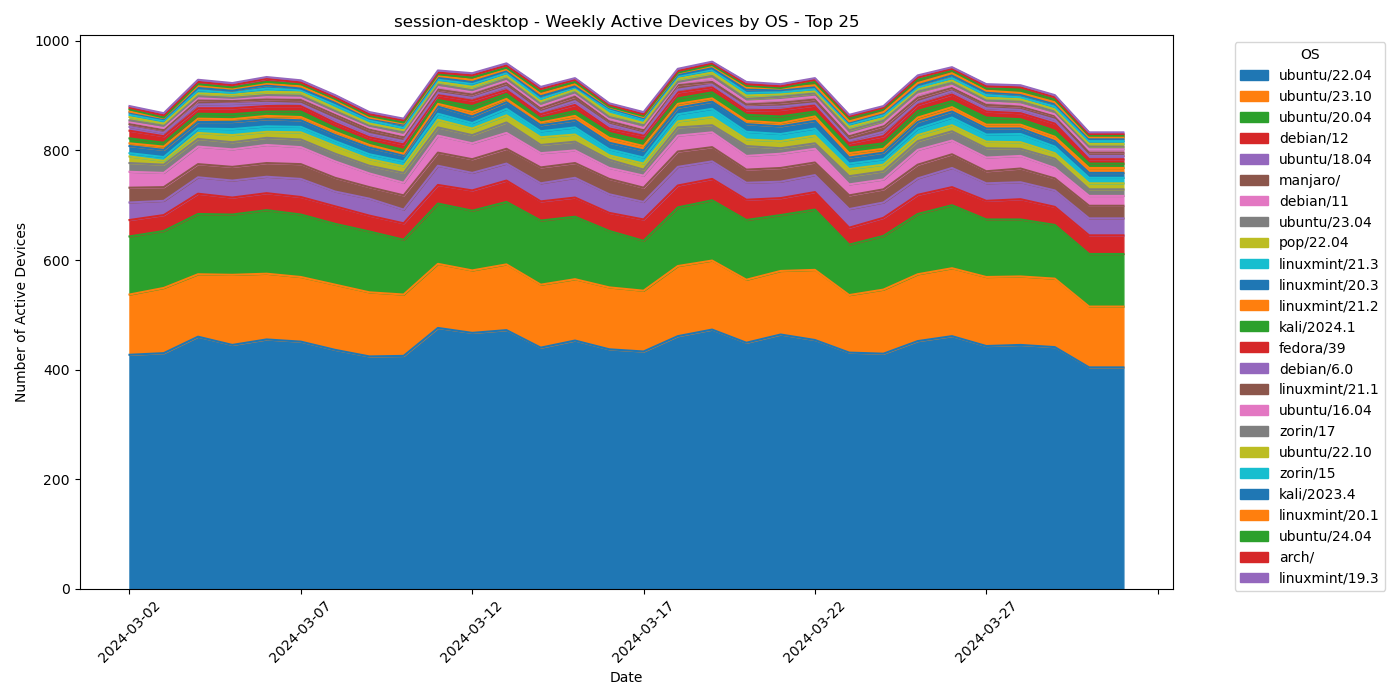 session-desktop - Weekly Active Devices by OS - Top 25
Number of Active Devices
1000
800
600
400
200
0
2024-03-02
2024-03-07
2024-03-12
2024-03-17
2024-03-22
2024-03-27
Date
OS
ubuntu/22.04
ubuntu/23.10
ubuntu/20.04
debian/12
ubuntu/18.04
manjaro/
debian/11
ubuntu/23.04
pop/22.04
linuxmint/21.3
linuxmint/20.3
linuxmint/21.2
kali/2024.1
fedora/39
debian/6.0
linuxmint/21.1
ubuntu/16.04
zorin/17
ubuntu/22.10
zorin/15
kali/2023.4
linuxmint/20.1
ubuntu/24.04
arch/
linuxmint/19.3